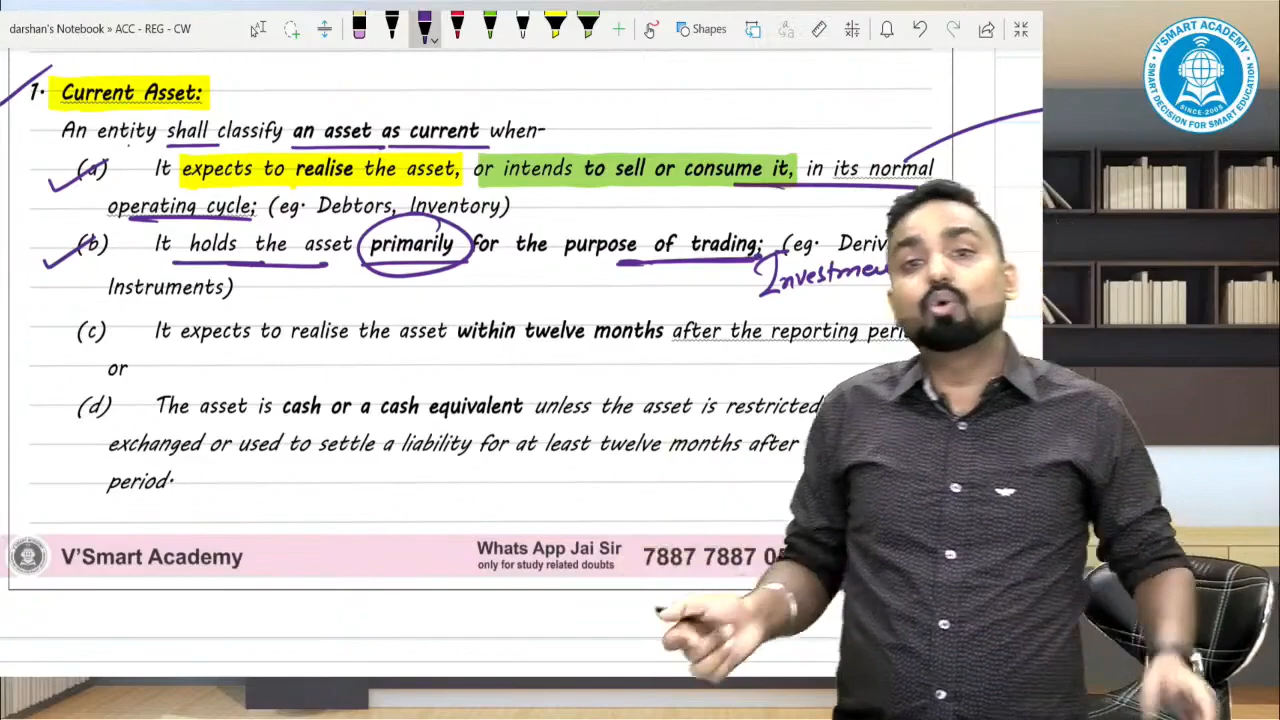 darshan's Notebook » ACC - REG - CW
Shapes
V'SMART ACADEMY
SINCE-2005
SMART DECISION FOR SMART EDUCATION
1. Current Asset:
An entity shall classify an asset as current when-
(a) It expects to realise the asset, or intends to sell or consume it, in its normal
operating cycle; (eg. Debtors, Inventory)
(b) It holds the asset primarily for the purpose of trading; (eg.
Investmen
Instruments)
(c) It expects to realise the asset within twelve months after the reporting
or
(d) The asset is cash or a cash equivalent unless the asset is restricted
exchanged or used to settle a liability for at least twelve months after
period.
V'Smart Academy
Whats App Jai Sir
only for study related doubts
7887 7887